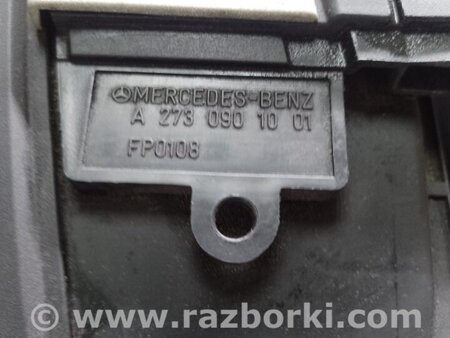 MERCEDES-BENZ
A 273 090 10 01
FP0108
© www.razborki.com